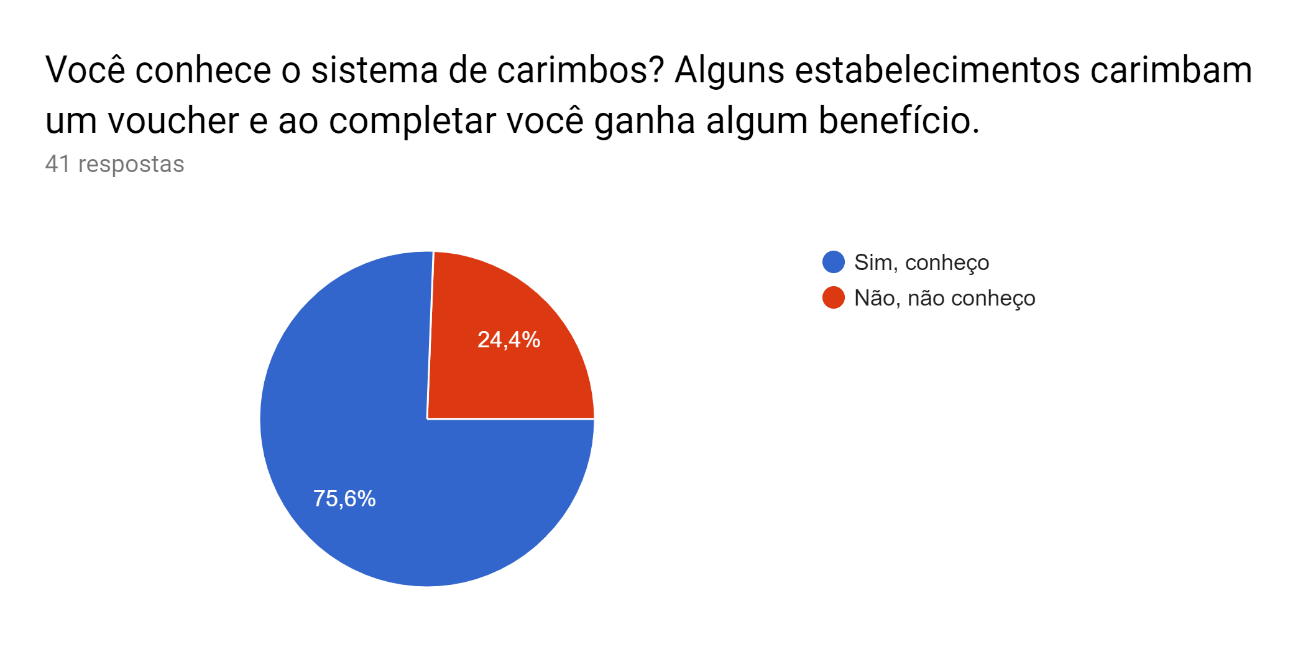 Você conhece o sistema de carimbos? Alguns estabelecimentos carimbam
um voucher e ao completar você ganha algum benefício.
41 respostas
Sim, conheço
Não, não conheço
24,4%
75,6%